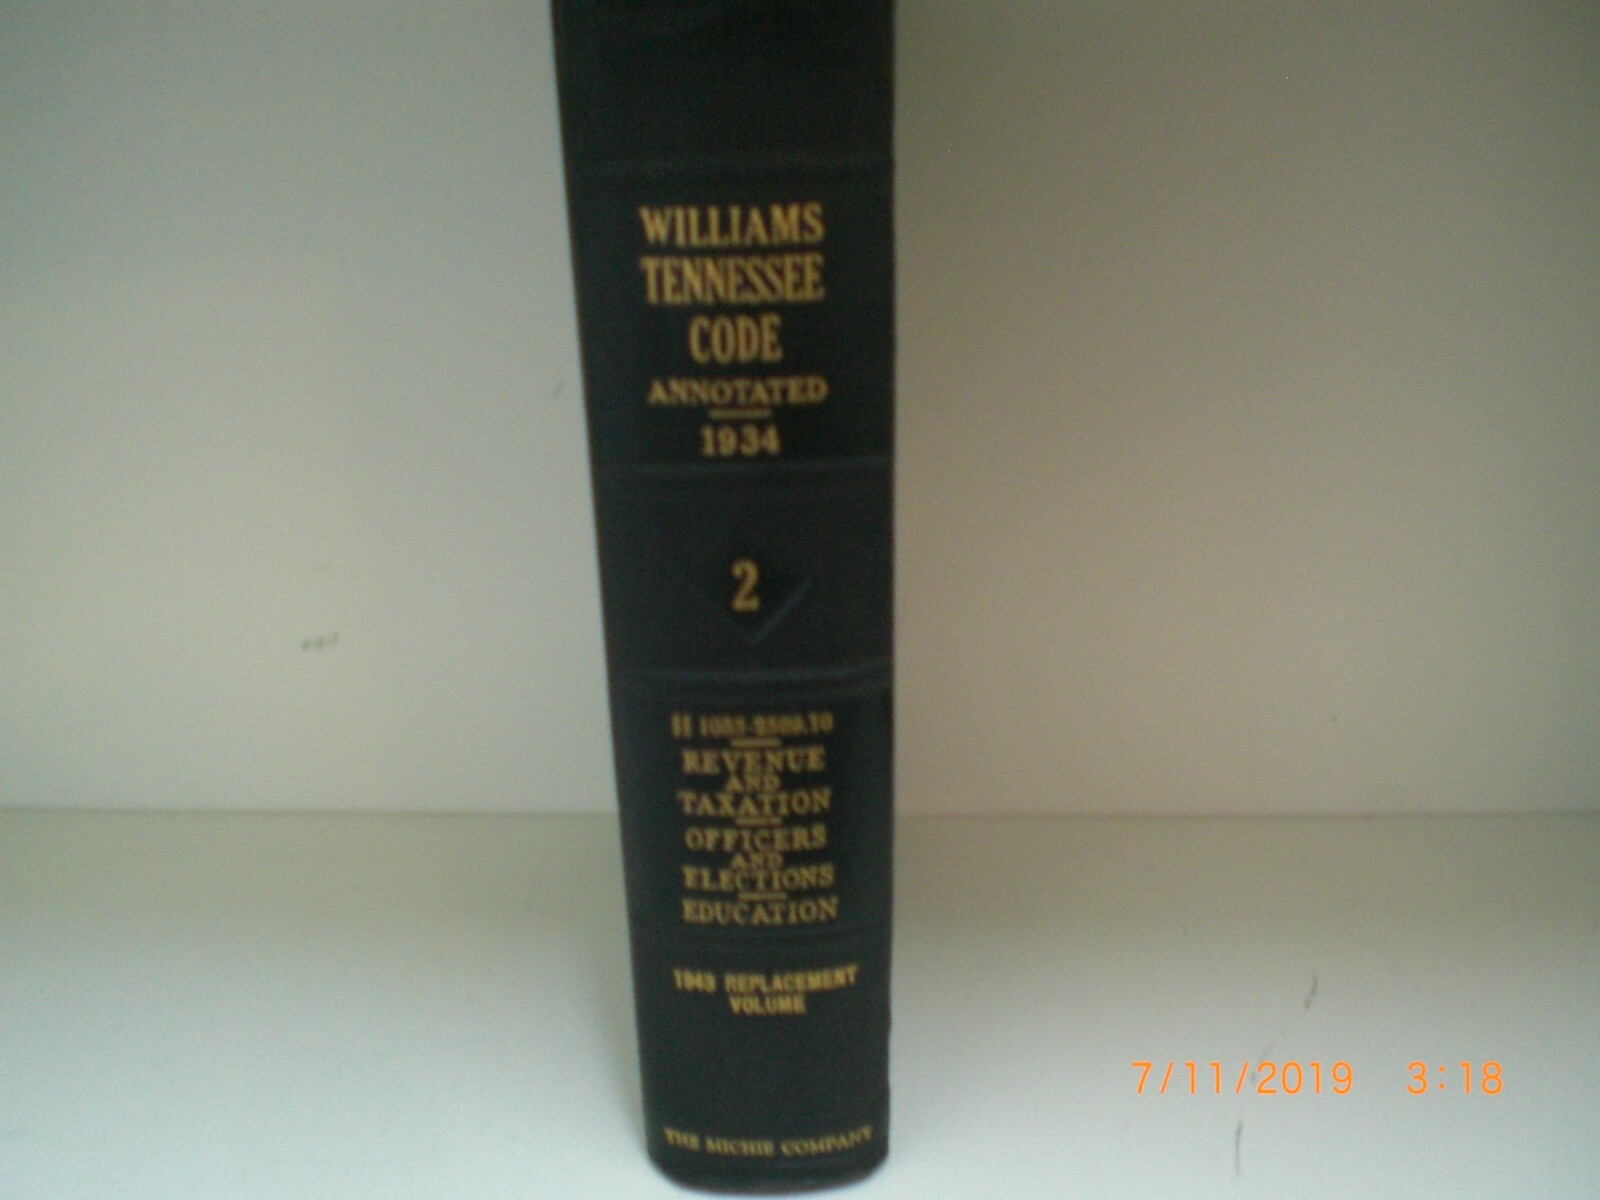 WILLIAMS
TENNESSEE
CODE
ANNOTATED
1934
2
REVENUE
AND
TAXATION
OFFICERS
AND
ELECTIONS
EDUCATION
1943 REPLACEMENT
VOLUME
THE MICHIE COMPANY
7/11/2019 3:18